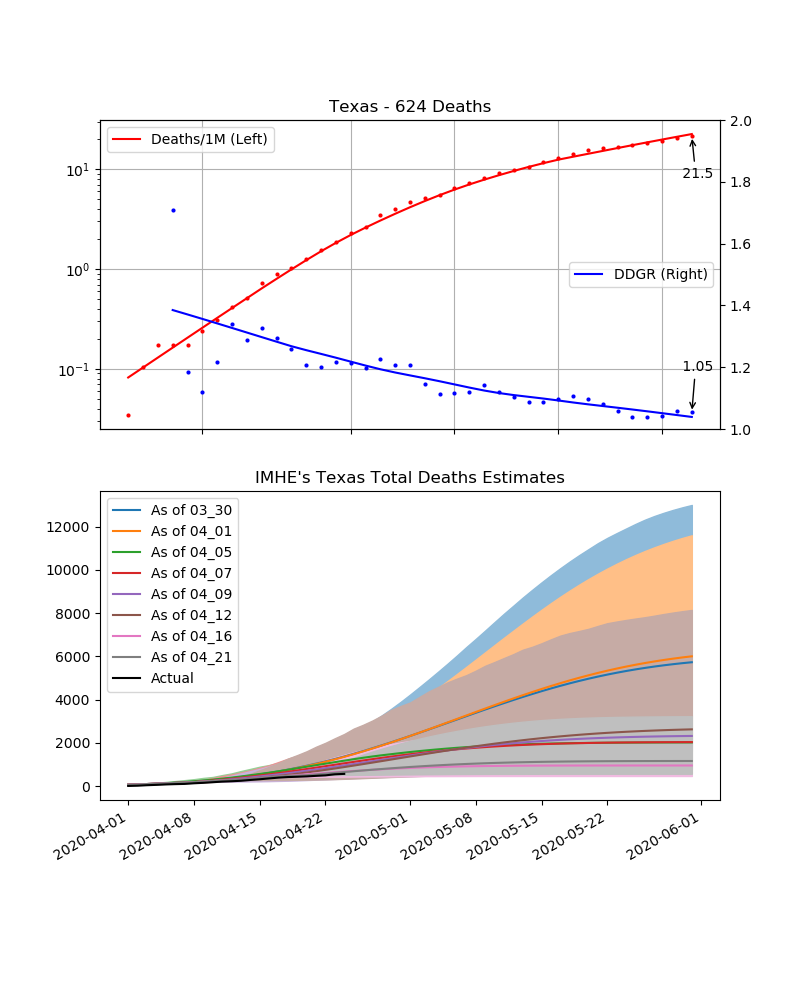 Texas - 624 Deaths
Deaths/1M (Left)
DDGR (Right)
21.5
1.05
10¹
10⁰
10⁻¹
2.0
1.8
1.6
1.4
1.2
1.0
IMHE's Texas Total Deaths Estimates
As of 03_30
As of 04_01
As of 04_05
As of 04_07
As of 04_09
As of 04_12
As of 04_16
As of 04_21
Actual
12000
10000
8000
6000
4000
2000
0
2020-04-01
2020-04-08
2020-04-15
2020-04-22
2020-05-01
2020-05-08
2020-05-15
2020-05-22
2020-06-01